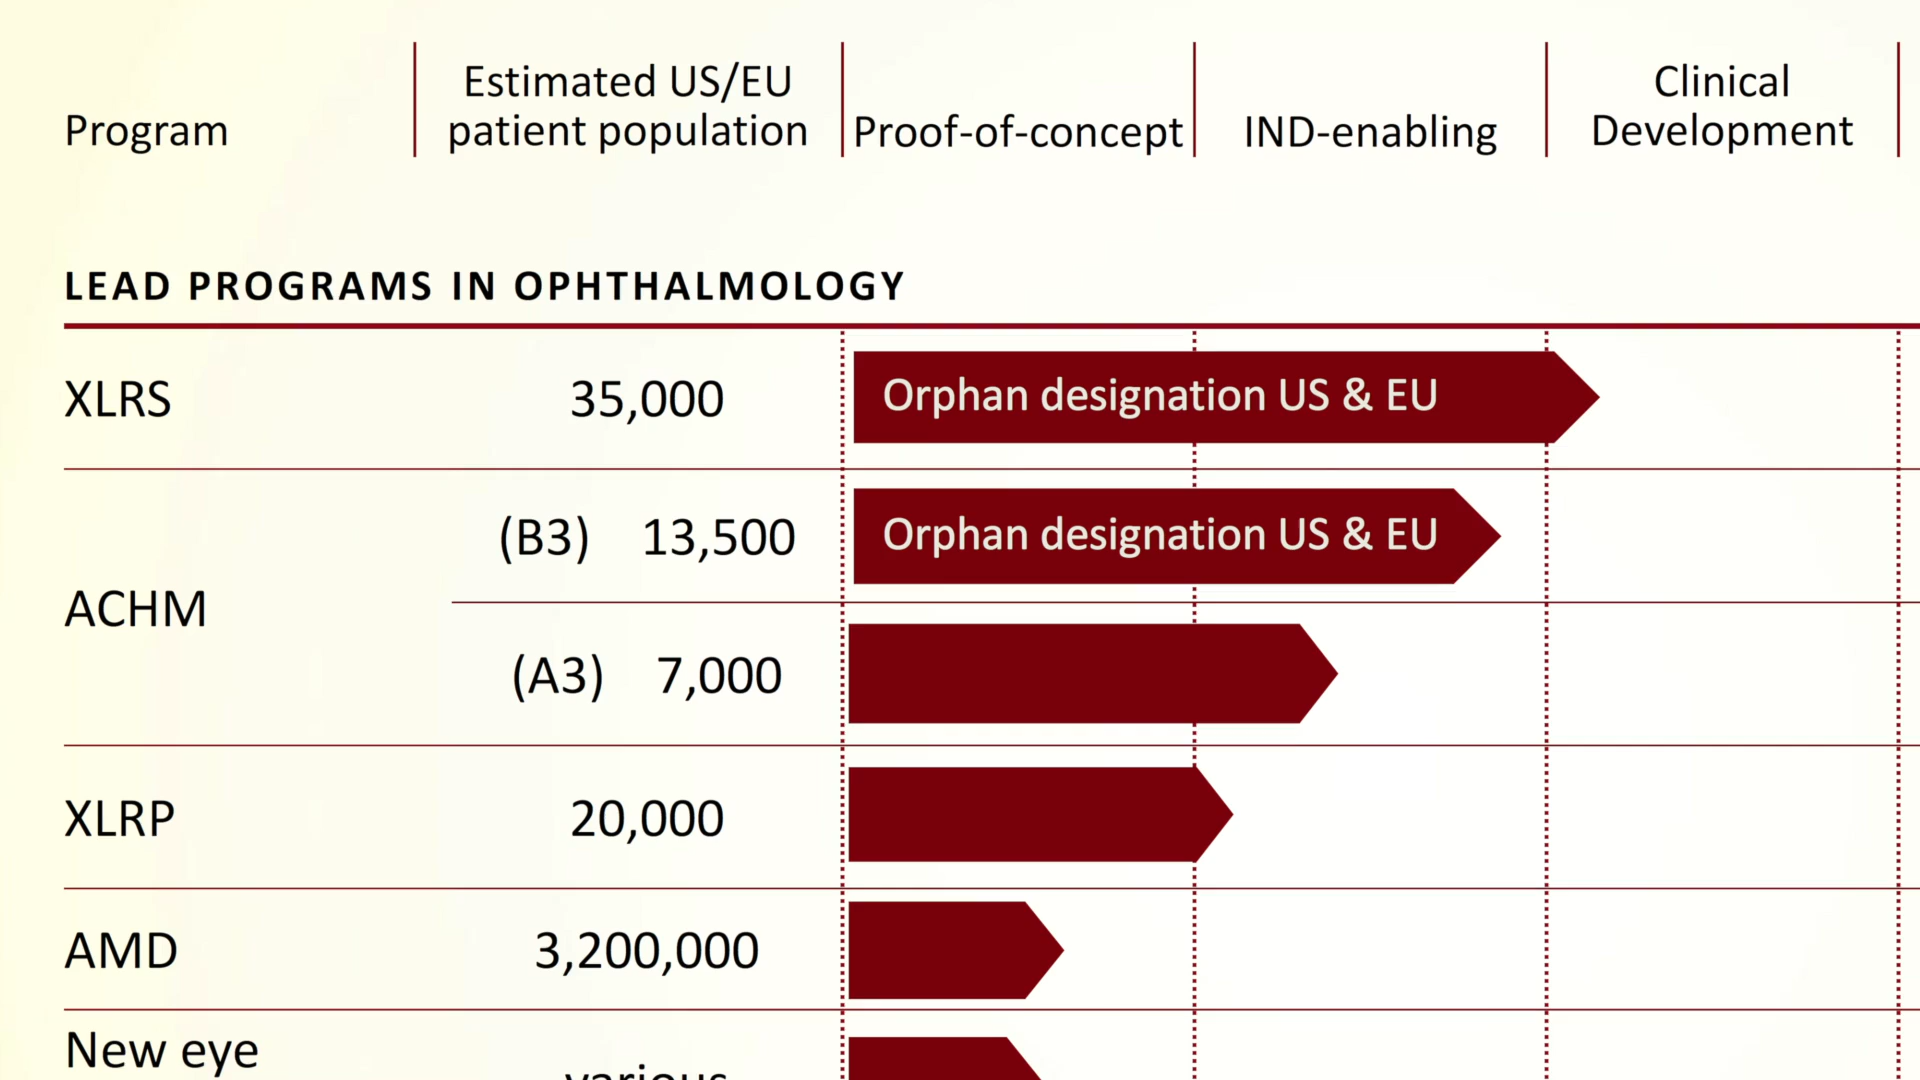 Program
Estimated US/EU
patient population
Proof-of-concept
IND-enabling
Clinical
Development
LEAD PROGRAMS IN OPHTHALMOLOGY
XLRS
35,000
Orphan designation US & EU
ACHM
(B3) 13,500
Orphan designation US & EU
(A3) 7,000
XLRP
20,000
AMD
3,200,000
New eye
various